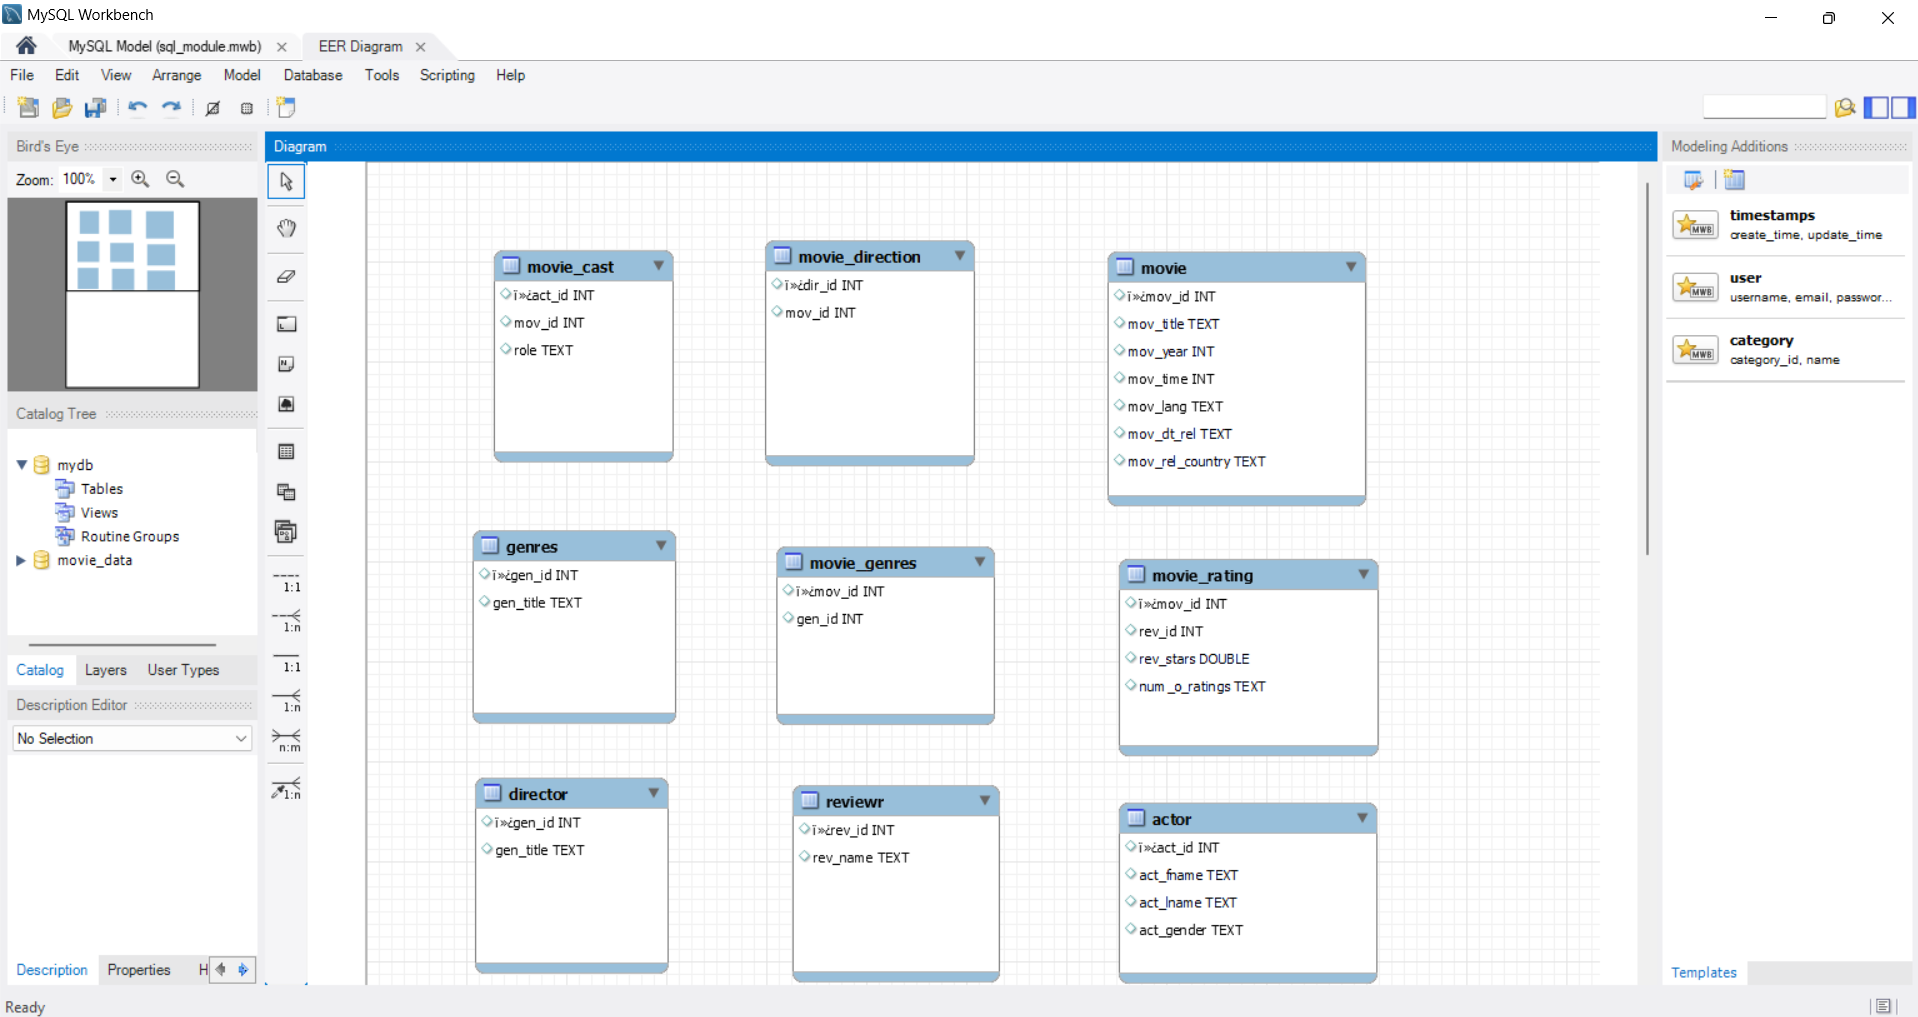 MySQL Workbench
MySQL Model (sql_module.mwb)
EER Diagram
File Edit View Arrange Model Database Tools Scripting Help
Bird's Eye
Zoom: 100%
Catalog Tree
mydb
Tables
Views
Routine Groups
movie_data
Catalog Layers User Types
Description Editor
No Selection
Description Properties H
Ready
Diagram
1:1
1:n
1:1
1:n
n:m
1:n
movie_cast
ï»¿act_id INT
mov_id INT
role TEXT
movie_direction
ï»¿dir_id INT
mov_id INT
movie
ï»¿mov_id INT
mov_title TEXT
mov_year INT
mov_time INT
mov_lang TEXT
mov_dt_rel TEXT
mov_rel_country TEXT
genres
ï»¿gen_id INT
gen_title TEXT
movie_genres
ï»¿mov_id INT
gen_id INT
movie_rating
ï»¿mov_id INT
rev_id INT
rev_stars DOUBLE
num_o_ratings TEXT
director
ï»¿gen_id INT
gen_title TEXT
reviewr
ï»¿rev_id INT
rev_name TEXT
actor
ï»¿act_id INT
act_fname TEXT
act_lname TEXT
act_gender TEXT
Modeling Additions
MWB
timestamps
create_time, update_time
MWB
user
username, email, passwor...
MWB
category
category_id, name
Templates